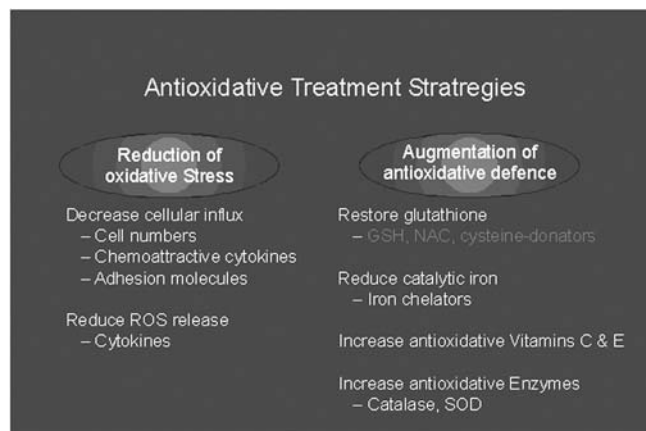 Antioxidative Treatment Stratregies
Reduction of
oxidative Stress
Decrease cellular influx
– Cell numbers
– Chemoattractive cytokines
– Adhesion molecules
Reduce ROS release
– Cytokines
Augmentation of
antioxidative defence
Restore glutathione
– GSH, NAC, cysteine-donators
Reduce catalytic iron
– Iron chelators
Increase antioxidative Vitamins C & E
Increase antioxidative Enzymes
– Catalase, SOD